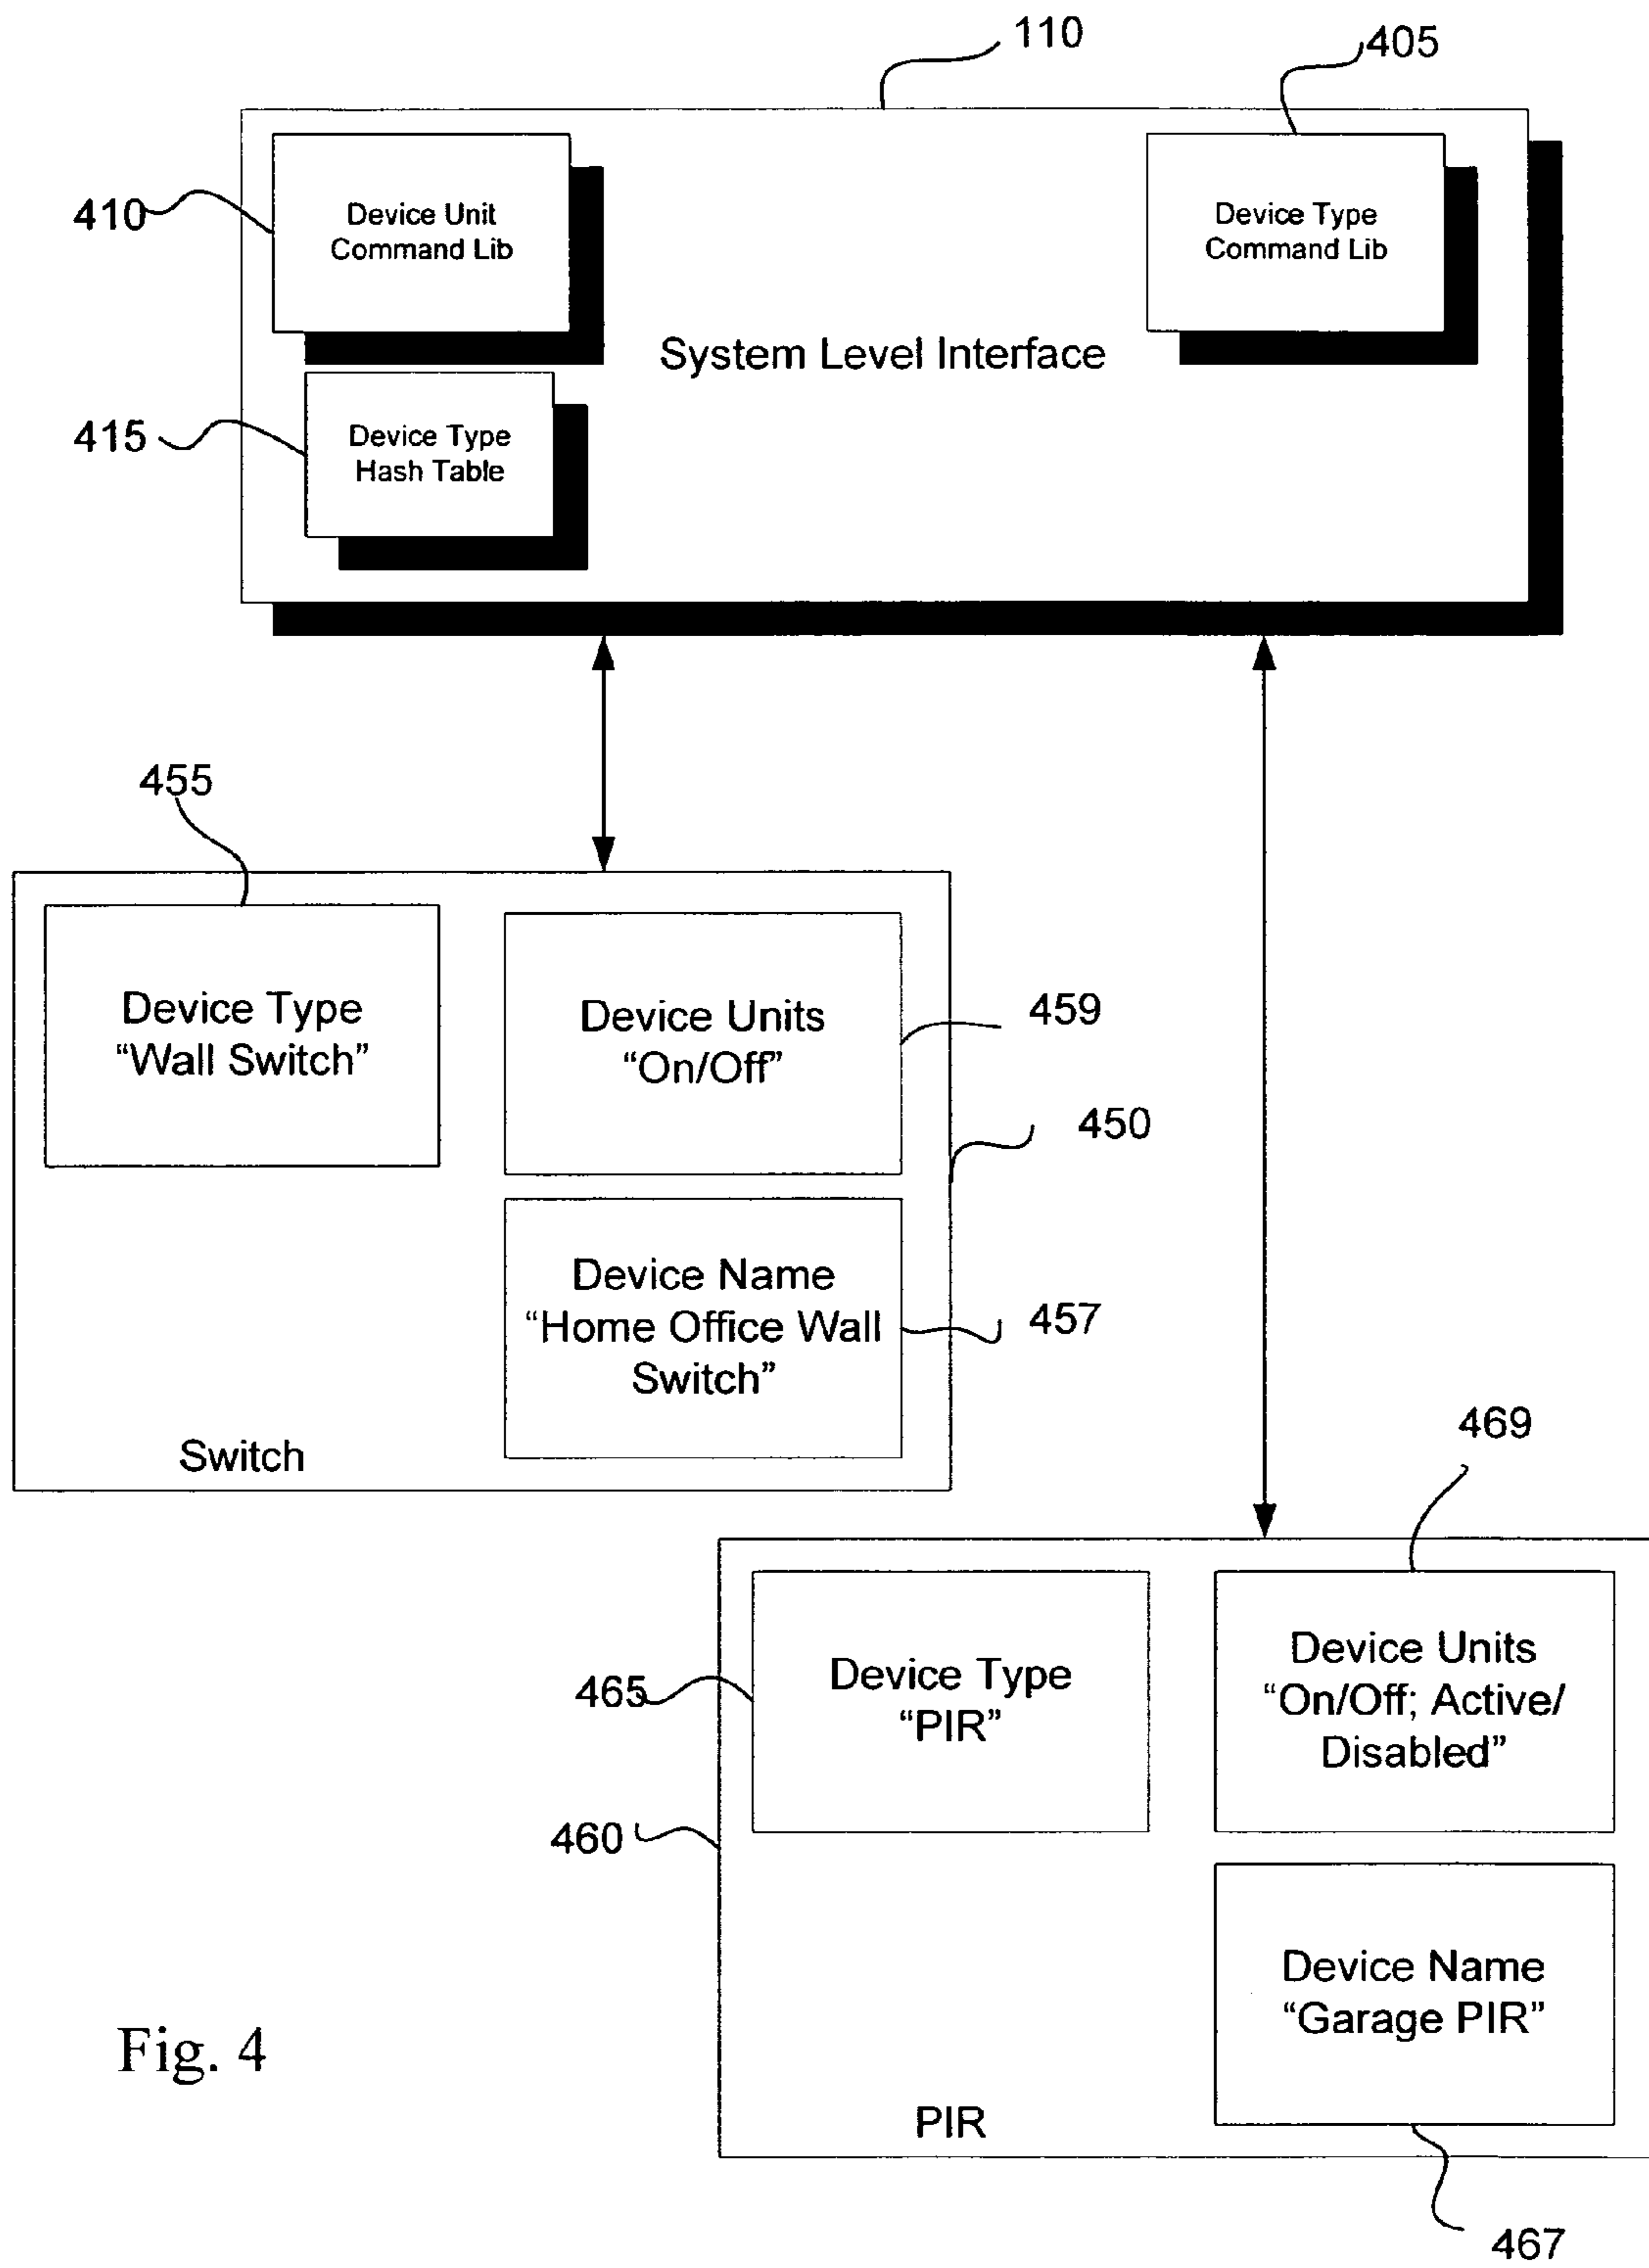 110
405
410
Device Unit
Command Lib
Device Type
Command Lib
System Level Interface
415
Device Type
Hash Table
455
Device Type
“Wall Switch”
Device Units
“On/Off”
459
450
Device Name
“Home Office Wall
Switch”
457
Switch
469
465
Device Type
“PIR”
Device Units
“On/Off; Active/
Disabled”
460
Device Name
“Garage PIR”
Fig. 4
PIR
467